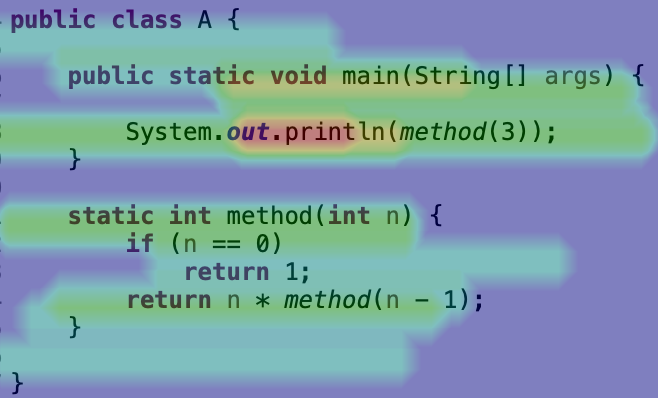 public class A {
public static void main(String[] args) {
System.out.println(method(3));
}
static int method(int n) {
if (n == 0)
return 1;
return n * method(n - 1);
}
}